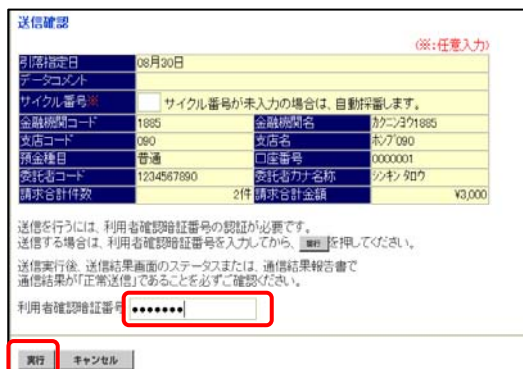 送信確認
(※:任意入力)
引落指定日 08月30日
データコメント
サイクル番号※ サイクル番号が未入力の場合は、自動採番します。
金融機関コード 1885 金融機関名 カクニンヨウ1885
支店コード 090 支店名 ホンブ090
預金種目 普通 口座番号 0000001
委託者コード 1234567890 委託者カナ名称 シンキン タロウ
請求合計件数 2件 請求合計金額 ¥3,000
送信を行うには、利用者確認暗証番号の認証が必要です。
送信する場合は、利用者確認暗証番号を入力してから、 実行 を押してください。
送信実行後、送信結果画面のステータスまたは、通信結果報告書で
通信結果が「正常送信」であることを必ずご確認ください。
利用者確認暗証番号 ●●●●●●●
実行 キャンセル